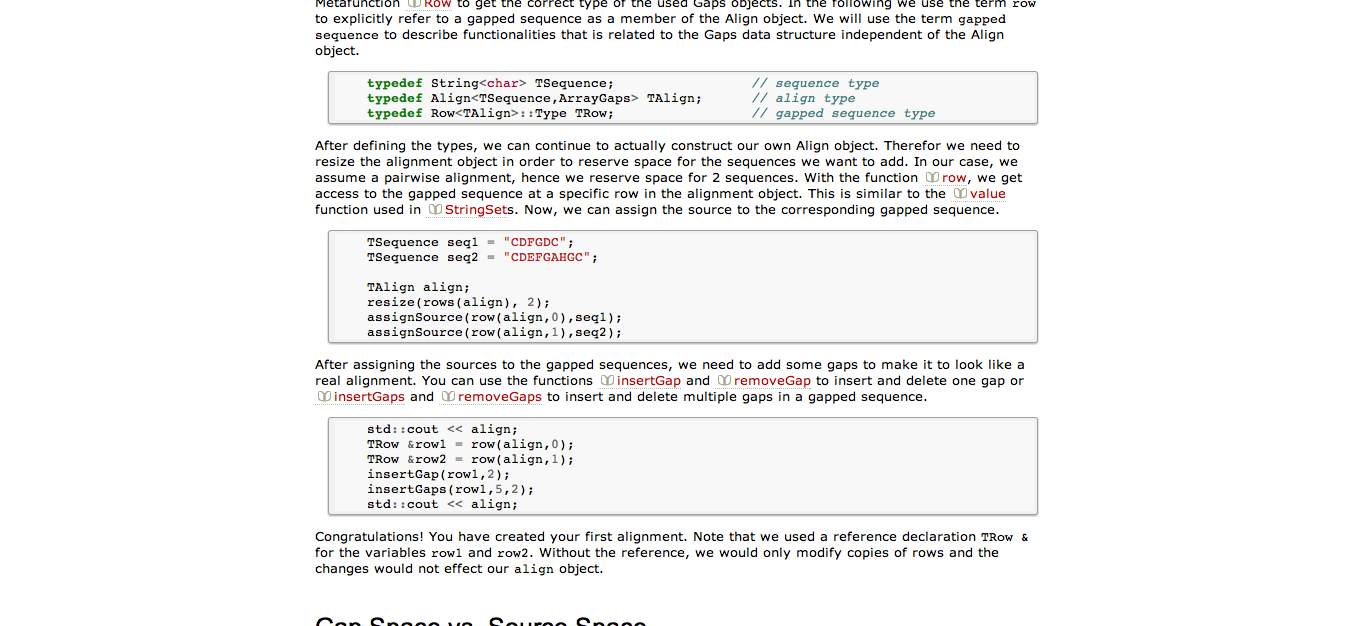 Metafunction Row to get the correct type of the used Gaps objects. In the following we use the term row
to explicitly refer to a gapped sequence as a member of the Align object. We will use the term gapped
sequence to describe functionalities that is related to the Gaps data structure independent of the Align
object.
typedef String<char> TSequence; // sequence type
typedef Align<TSequence,ArrayGaps> TAlign; // align type
typedef Row<TAlign>::Type TRow; // gapped sequence type
After defining the types, we can continue to actually construct our own Align object. Therefor we need to
resize the alignment object in order to reserve space for the sequences we want to add. In our case, we
assume a pairwise alignment, hence we reserve space for 2 sequences. With the function row, we get
access to the gapped sequence at a specific row in the alignment object. This is similar to the value
function used in StringSets. Now, we can assign the source to the corresponding gapped sequence.
TSequence seq1 = "CDFGDC";
TSequence seq2 = "CDEFGAHGC";
TAlign align;
resize(rows(align), 2);
assignSource(row(align,0),seq1);
assignSource(row(align,1),seq2);
After assigning the sources to the gapped sequences, we need to add some gaps to make it to look like a
real alignment. You can use the functions insertGap and removeGap to insert and delete one gap or
insertGaps and removeGaps to insert and delete multiple gaps in a gapped sequence.
std::cout << align;
TRow &row1 = row(align,0);
TRow &row2 = row(align,1);
insertGap(row1,2);
insertGaps(row1,5,2);
std::cout << align;
Congratulations! You have created your first alignment. Note that we used a reference declaration TRow &
for the variables row1 and row2. Without the reference, we would only modify copies of rows and the
changes would not effect our align object.
Gap Space vs. Source Space